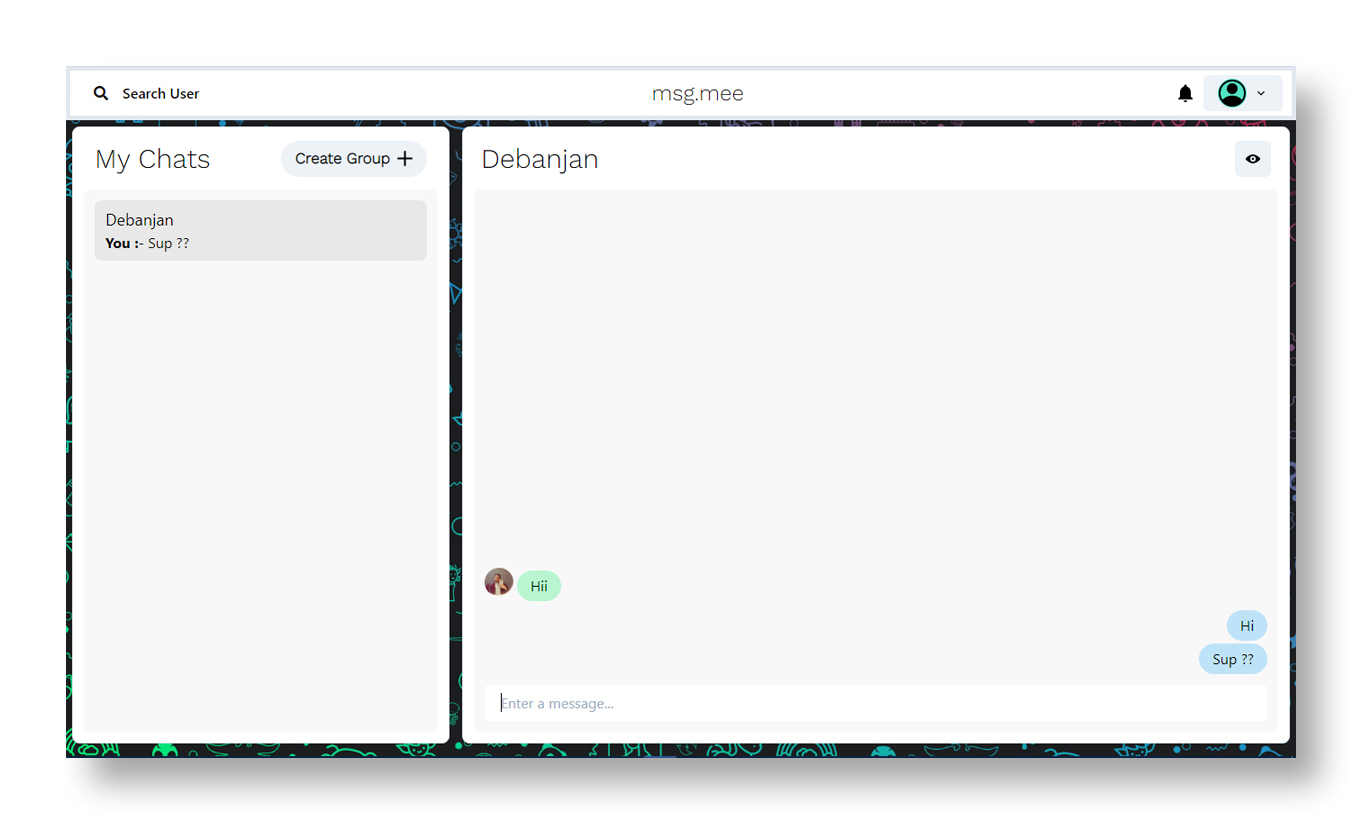 Search User
msg.mee
My Chats
Create Group +
Debanjan
You :- Sup ??
Debanjan
Hii
Hi
Sup ??
Enter a message...